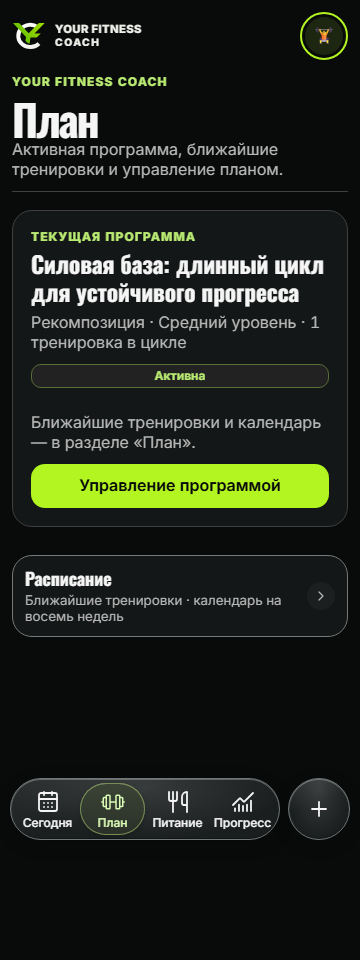 YOUR FITNESS
COACH
YOUR FITNESS COACH
План
Активная программа, ближайшие
тренировки и управление планом.
ТЕКУЩАЯ ПРОГРАММА
Силовая база: длинный цикл
для устойчивого прогресса
Рекомпозиция · Средний уровень · 1
тренировка в цикле
Активна
Ближайшие тренировки и календарь
— в разделе «План».
Управление программой
Расписание
Ближайшие тренировки · календарь на
восемь недель
Сегодня
План
Питание
Прогресс